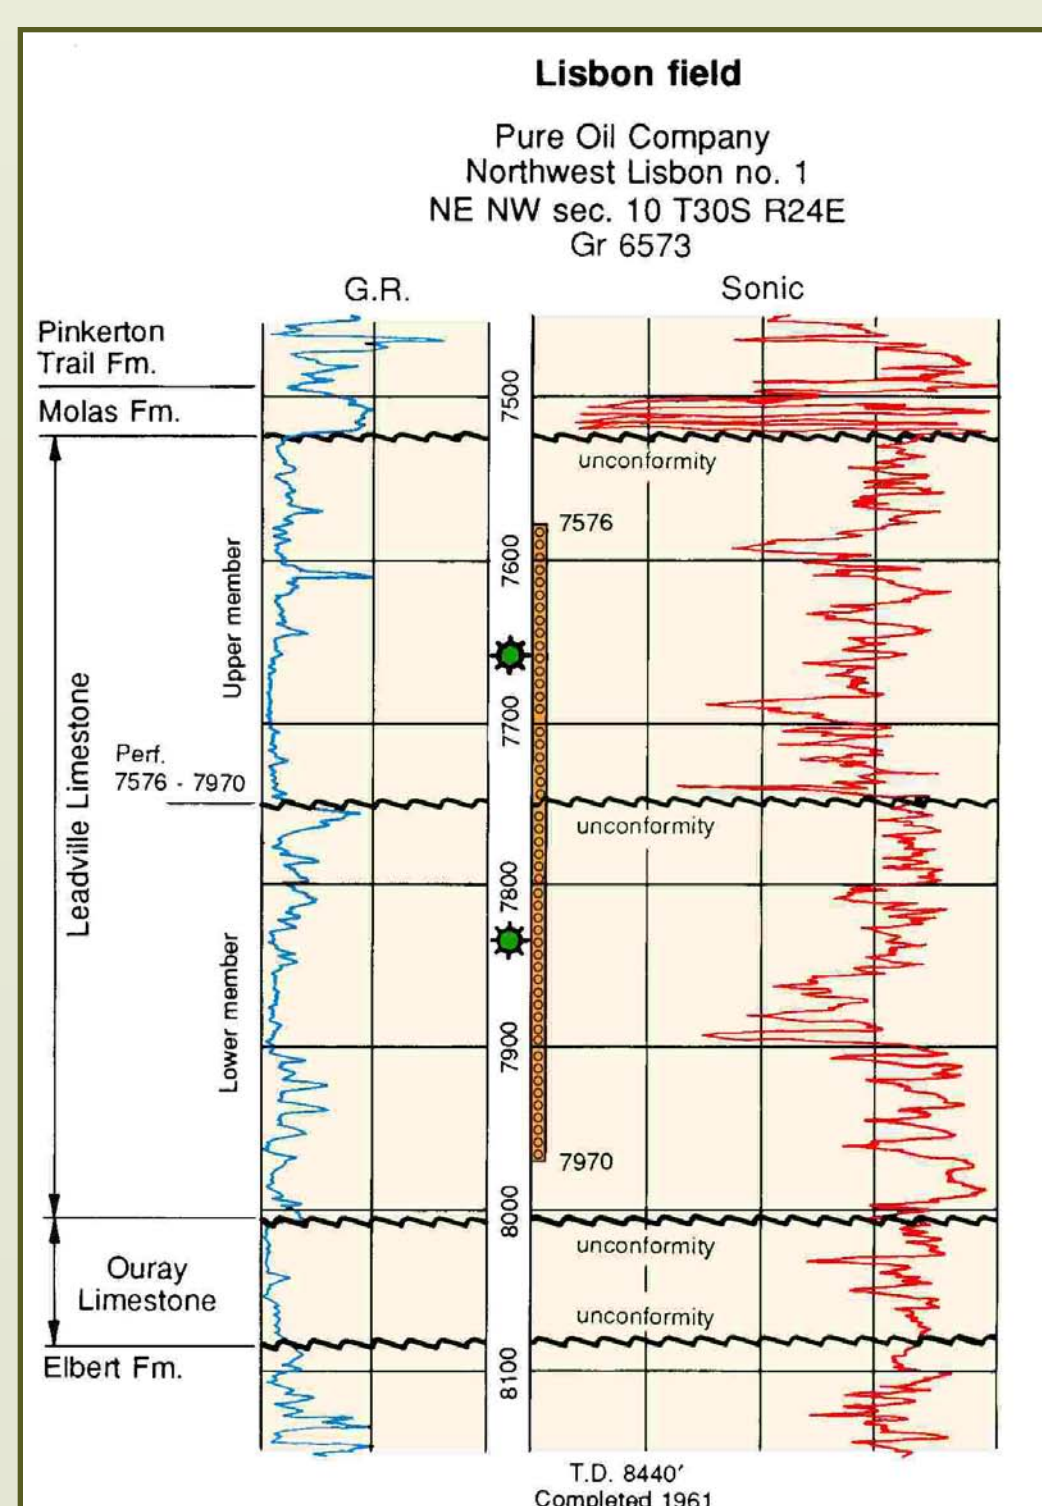 Lisbon field
Pure Oil Company
Northwest Lisbon no. 1
NE NW sec. 10 T30S R24E
Gr 6573
G.R.
Sonic
Pinkerton
Trail Fm.
Molas Fm.
7500
unconformity
7576
7600
Upper member
Leadville Limestone
7700
Perf.
7576 - 7970
unconformity
7800
Lower member
7900
7970
8000
unconformity
Ouray
Limestone
unconformity
Elbert Fm.
8100
T.D. 8440'
Completed 1961